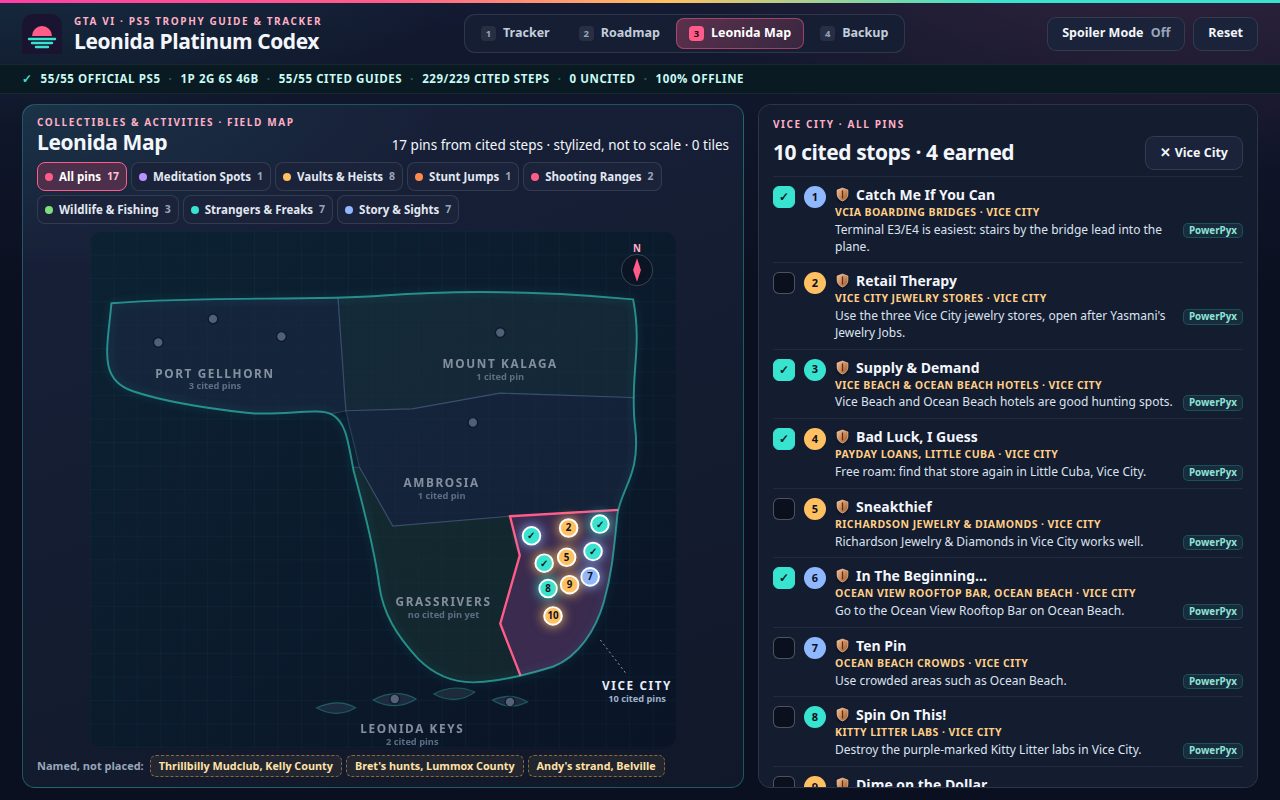 GTA VI · PS5 TROPHY GUIDE & TRACKER
Leonida Platinum Codex
1 Tracker
2 Roadmap
3 Leonida Map
4 Backup
Spoiler Mode Off
Reset
✓ 55/55 OFFICIAL PS5 · 1P 2G 6S 46B · 55/55 CITED GUIDES · 229/229 CITED STEPS · 0 UNCITED · 100% OFFLINE
COLLECTIBLES & ACTIVITIES · FIELD MAP
Leonida Map
17 pins from cited steps · stylized, not to scale · 0 tiles
All pins 17
Meditation Spots 1
Vaults & Heists 8
Stunt Jumps 1
Shooting Ranges 2
Wildlife & Fishing 3
Strangers & Freaks 7
Story & Sights 7
N
PORT GELLHORN
3 cited pins
MOUNT KALAGA
1 cited pin
AMBROSIA
1 cited pin
✓ 2 ✓
✓ 5 ✓
8 9 7
10
GRASSRIVERS
no cited pin yet
VICE CITY
10 cited pins
LEONIDA KEYS
2 cited pins
Named, not placed:
Thrillbilly Mudclub, Kelly County
Bret's hunts, Lummox County
Andy's strand, Belville
VICE CITY · ALL PINS
10 cited stops · 4 earned
✕ Vice City
✓ 1 Catch Me If You Can
VCIA BOARDING BRIDGES · VICE CITY
Terminal E3/E4 is easiest: stairs by the bridge lead into the
plane.
PowerPyx
2 Retail Therapy
VICE CITY JEWELRY STORES · VICE CITY
Use the three Vice City jewelry stores, open after Yasmani's
Jewelry Jobs.
PowerPyx
✓ 3 Supply & Demand
VICE BEACH & OCEAN BEACH HOTELS · VICE CITY
Vice Beach and Ocean Beach hotels are good hunting spots.
PowerPyx
✓ 4 Bad Luck, I Guess
PAYDAY LOANS, LITTLE CUBA · VICE CITY
Free roam: find that store again in Little Cuba, Vice City.
PowerPyx
5 Sneakthief
RICHARDSON JEWELRY & DIAMONDS · VICE CITY
Richardson Jewelry & Diamonds in Vice City works well.
PowerPyx
✓ 6 In The Beginning...
OCEAN VIEW ROOFTOP BAR, OCEAN BEACH · VICE CITY
Go to the Ocean View Rooftop Bar on Ocean Beach.
PowerPyx
7 Ten Pin
OCEAN BEACH CROWDS · VICE CITY
Use crowded areas such as Ocean Beach.
PowerPyx
8 Spin On This!
KITTY LITTER LABS · VICE CITY
Destroy the purple-marked Kitty Litter labs in Vice City.
PowerPyx
9 Dime on the Dollar